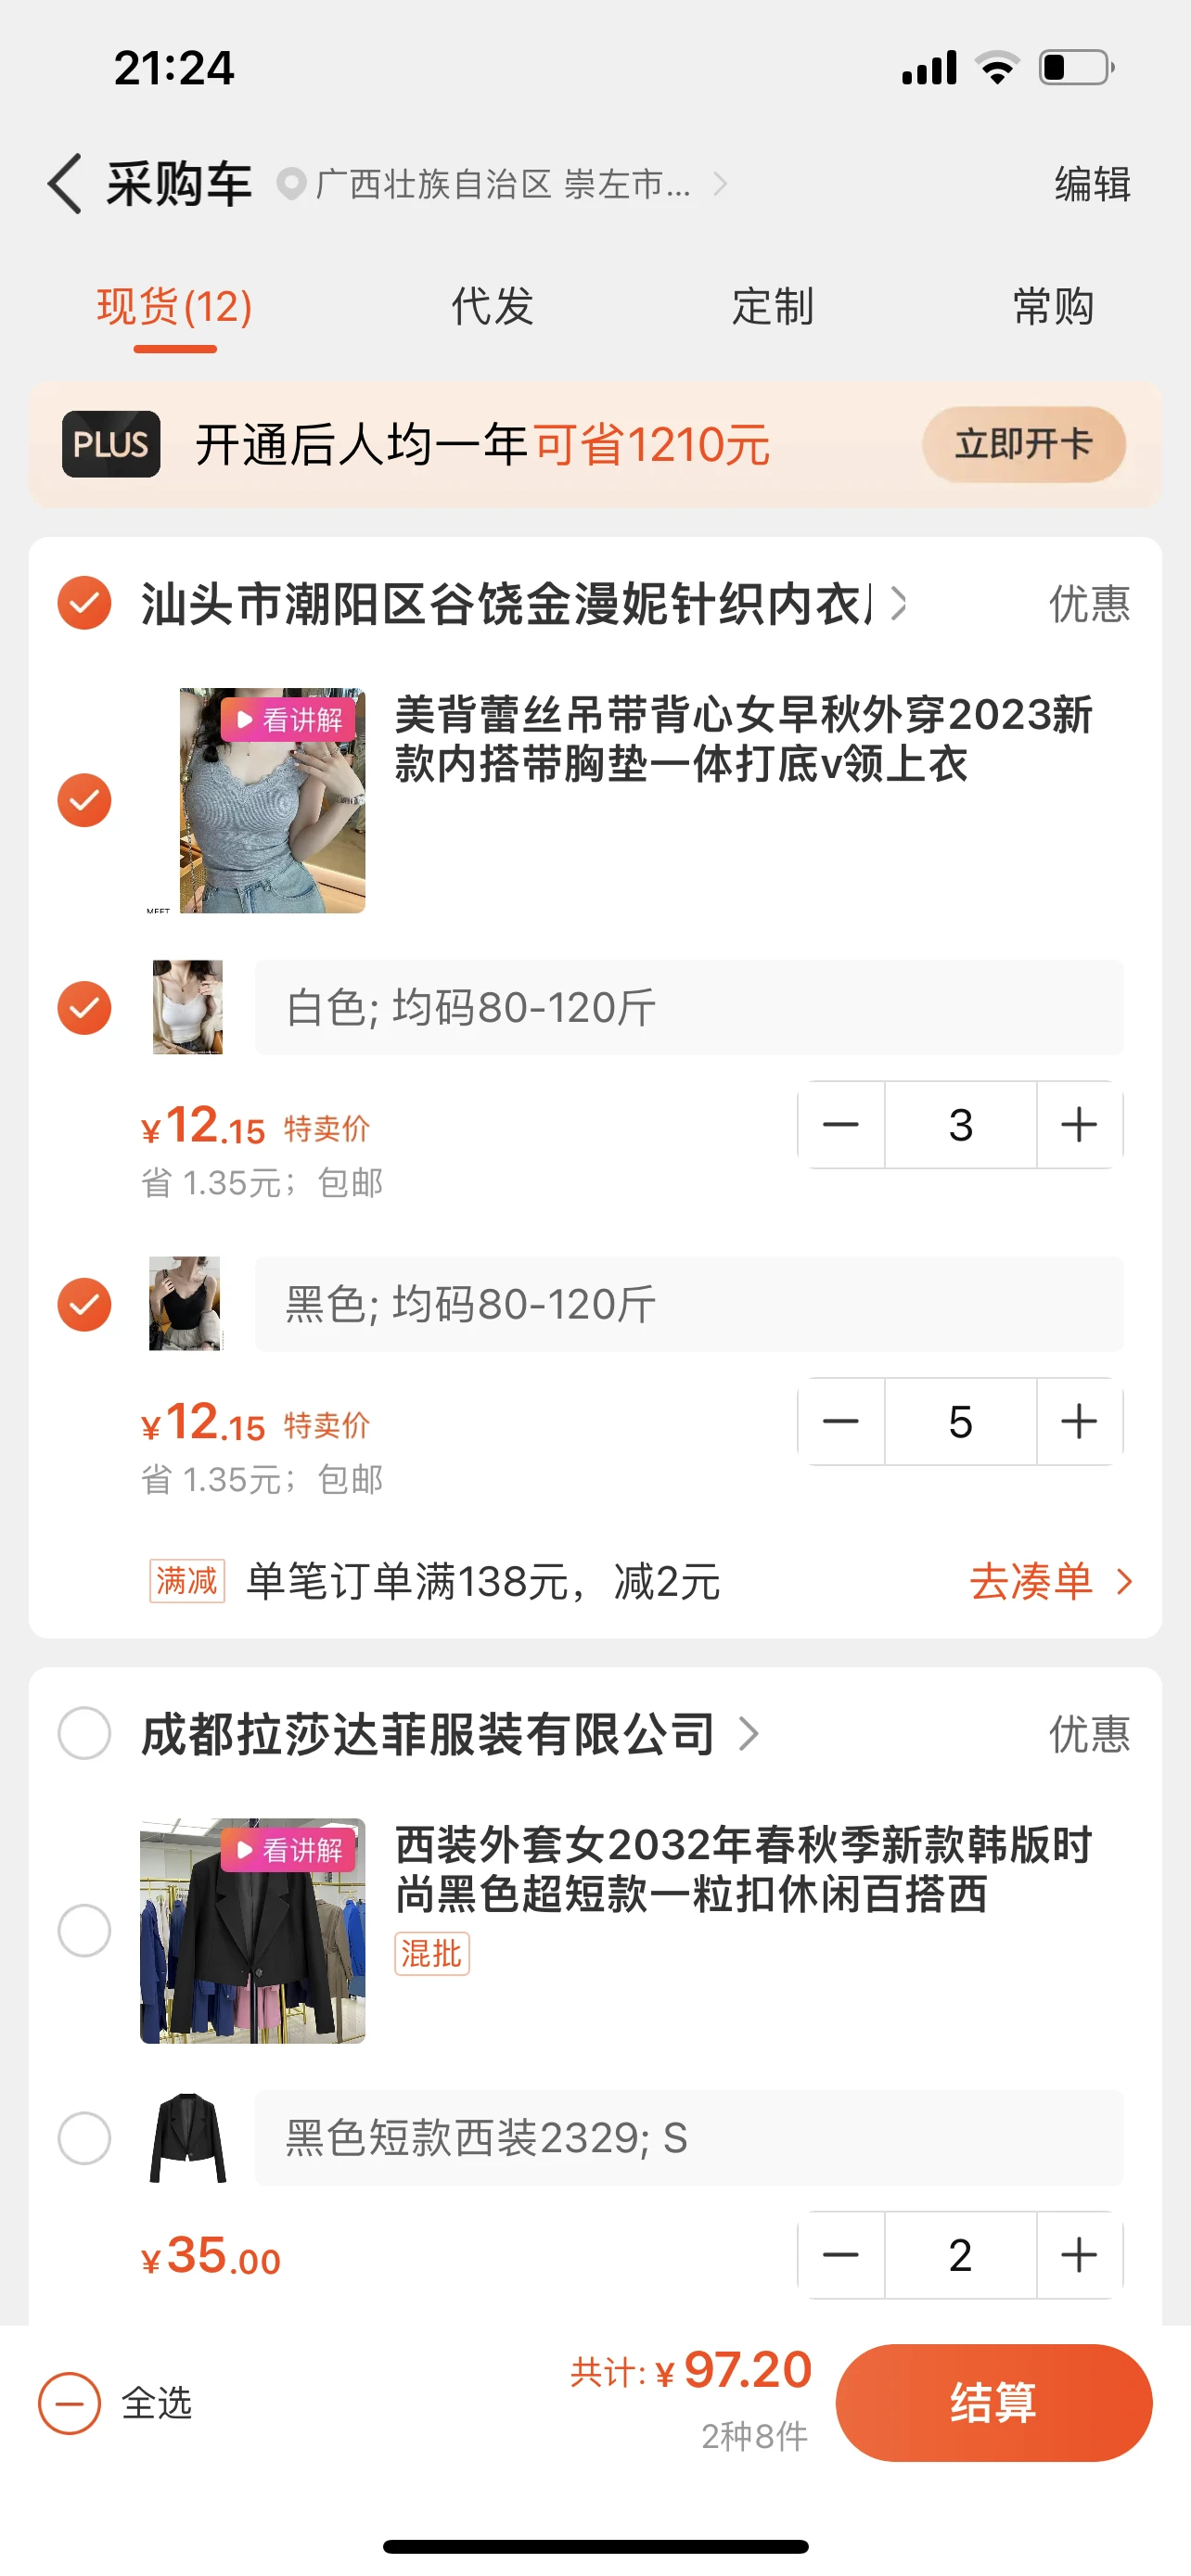 21:24
采购车 广西壮族自治区 崇左市... 编辑
现货(12) 代发 定制 常购
PLUS 开通后人均一年可省1210元 立即开卡
汕头市潮阳区谷饶金漫妮针织内衣 优惠
看讲解
美背蕾丝吊带背心女早秋外穿2023新
款内搭带胸垫一体打底v领上衣
MEET
白色; 均码80-120斤
¥12.15 特卖价 3
省 1.35元；包邮
黑色; 均码80-120斤
¥12.15 特卖价 5
省 1.35元；包邮
满减 单笔订单满138元，减2元 去凑单
成都拉莎达菲服装有限公司 优惠
看讲解
西装外套女2032年春秋季新款韩版时
尚黑色超短款一粒扣休闲百搭西
混批
黑色短款西装2329; S
¥35.00 2
全选 共计: ¥97.20 结算
2种8件